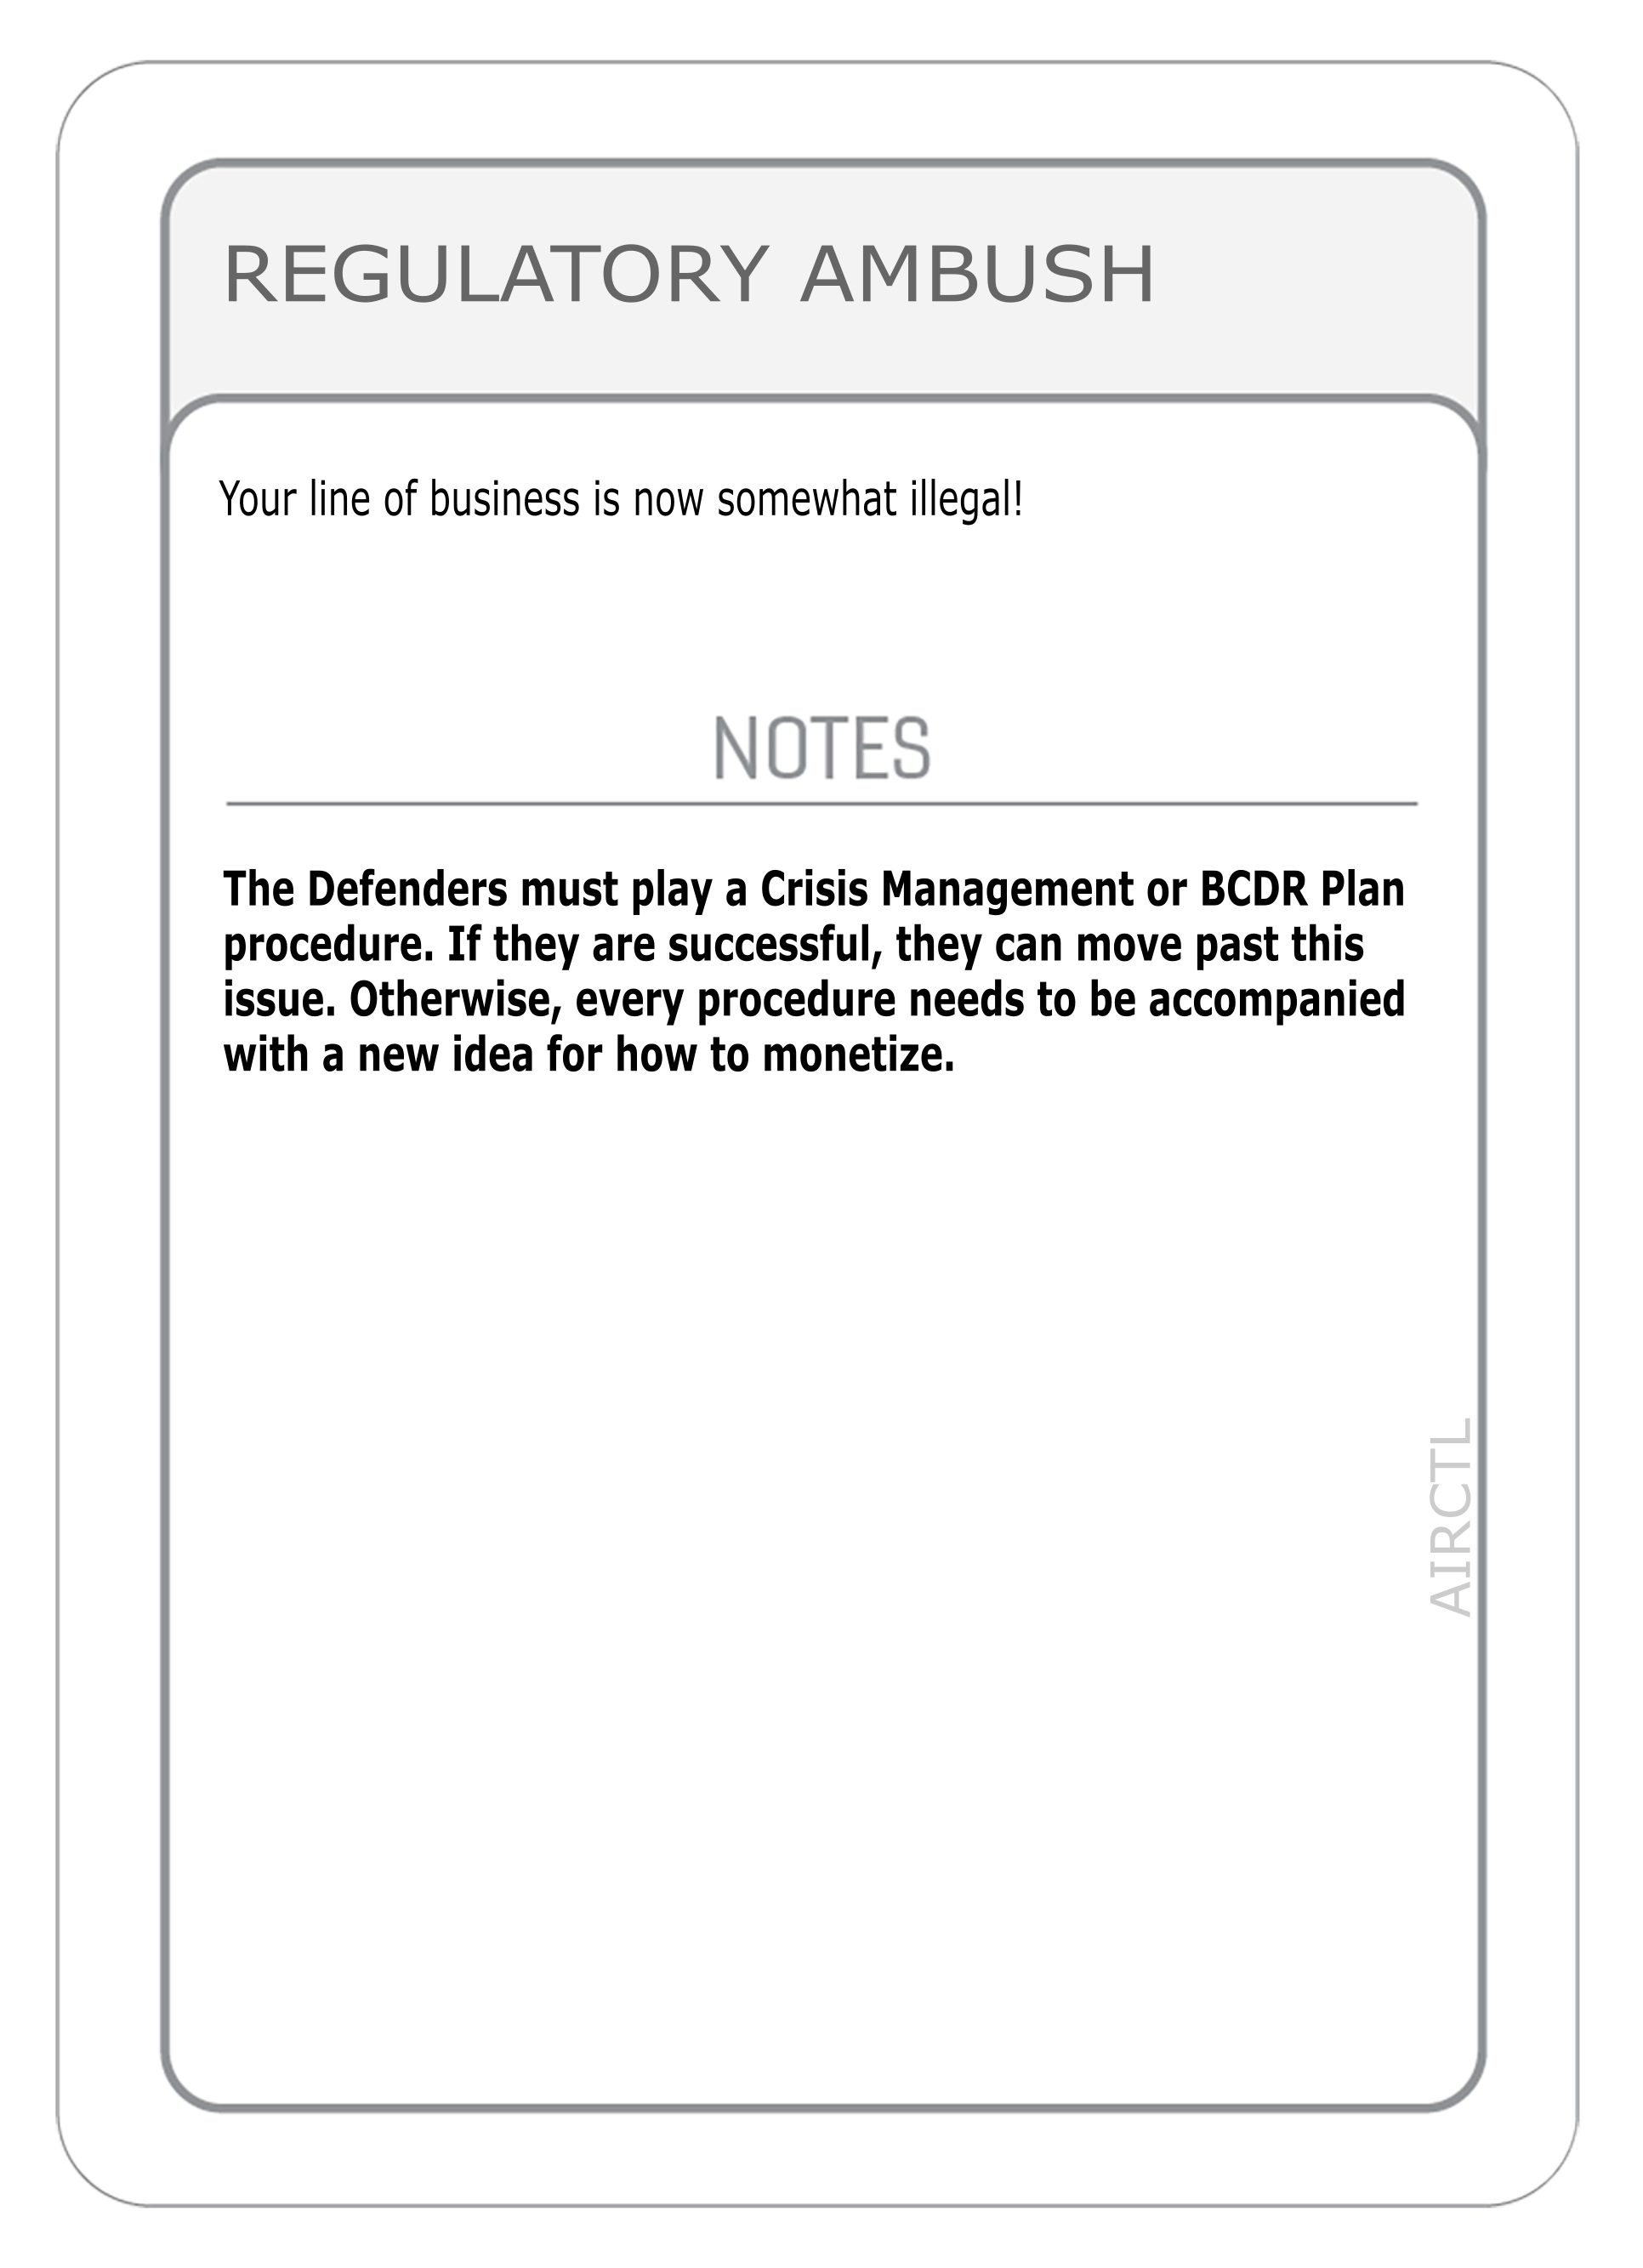 REGULATORY AMBUSH
Your line of business is now somewhat illegal!
NOTES
The Defenders must play a Crisis Management or BCDR Plan
procedure. If they are successful, they can move past this
issue. Otherwise, every procedure needs to be accompanied
with a new idea for how to monetize.
AIRCTL